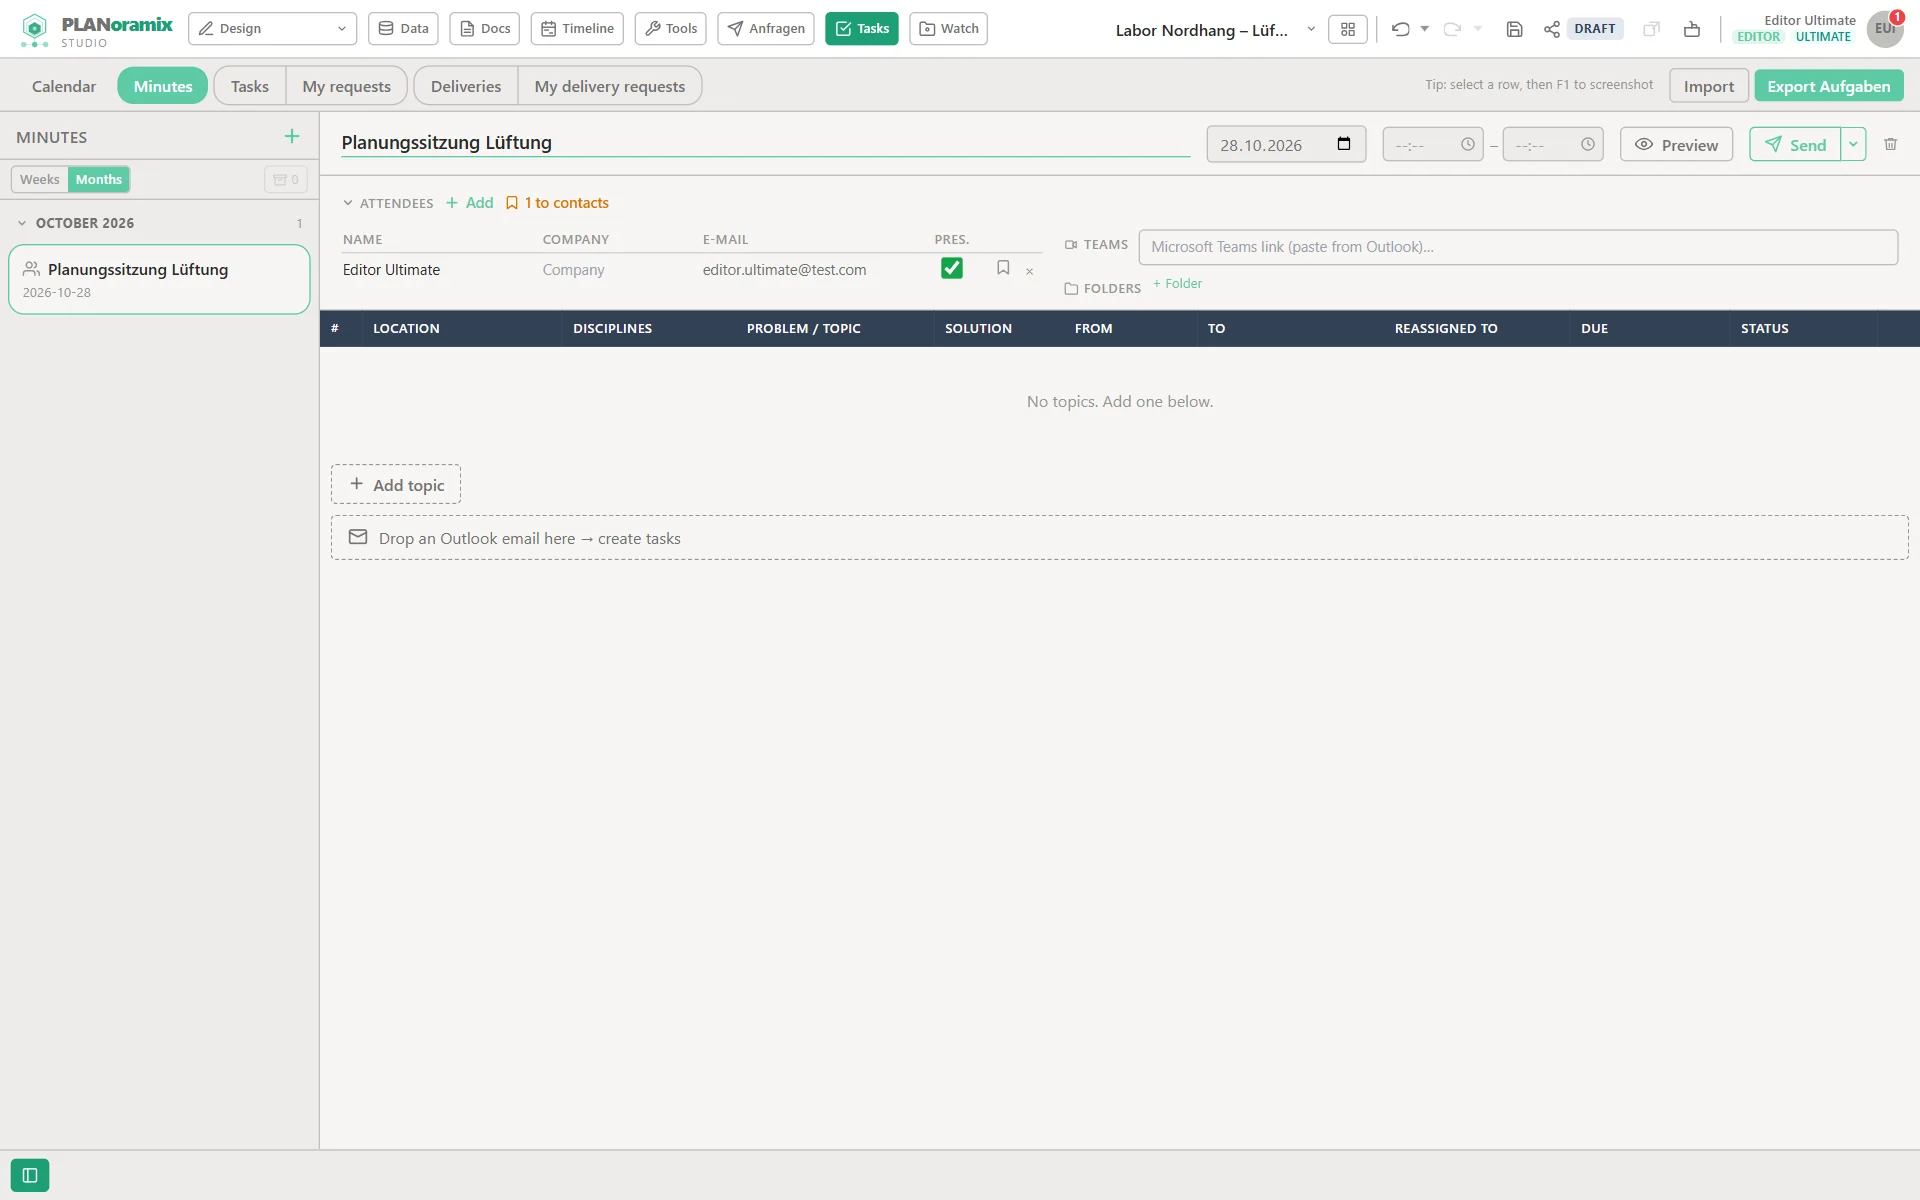 PLANoramix
STUDIO
Design
Data
Docs
Timeline
Tools
Anfragen
Tasks
Watch
Labor Nordhang – Lüf...
DRAFT
Editor Ultimate
EDITOR ULTIMATE
EU
1
Calendar
Minutes
Tasks
My requests
Deliveries
My delivery requests
Tip: select a row, then F1 to screenshot
Import
Export Aufgaben
MINUTES
Weeks
Months
0
OCTOBER 2026
1
Planungssitzung Lüftung
2026-10-28
Planungssitzung Lüftung
28.10.2026
--:-- – --:--
Preview
Send
ATTENDEES
+ Add
1 to contacts
NAME COMPANY E-MAIL PRES.
Editor Ultimate Company editor.ultimate@test.com
TEAMS
Microsoft Teams link (paste from Outlook)...
FOLDERS
+ Folder
# LOCATION DISCIPLINES PROBLEM / TOPIC SOLUTION FROM TO REASSIGNED TO DUE STATUS
No topics. Add one below.
+ Add topic
Drop an Outlook email here → create tasks